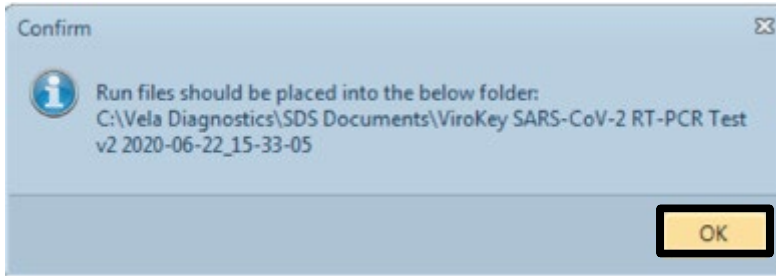 Confirm
Run files should be placed into the below folder:
C:\Vela Diagnostics\SDS Documents\ViroKey SARS-CoV-2 RT-PCR Test
v2 2020-06-22_15-33-05
OK